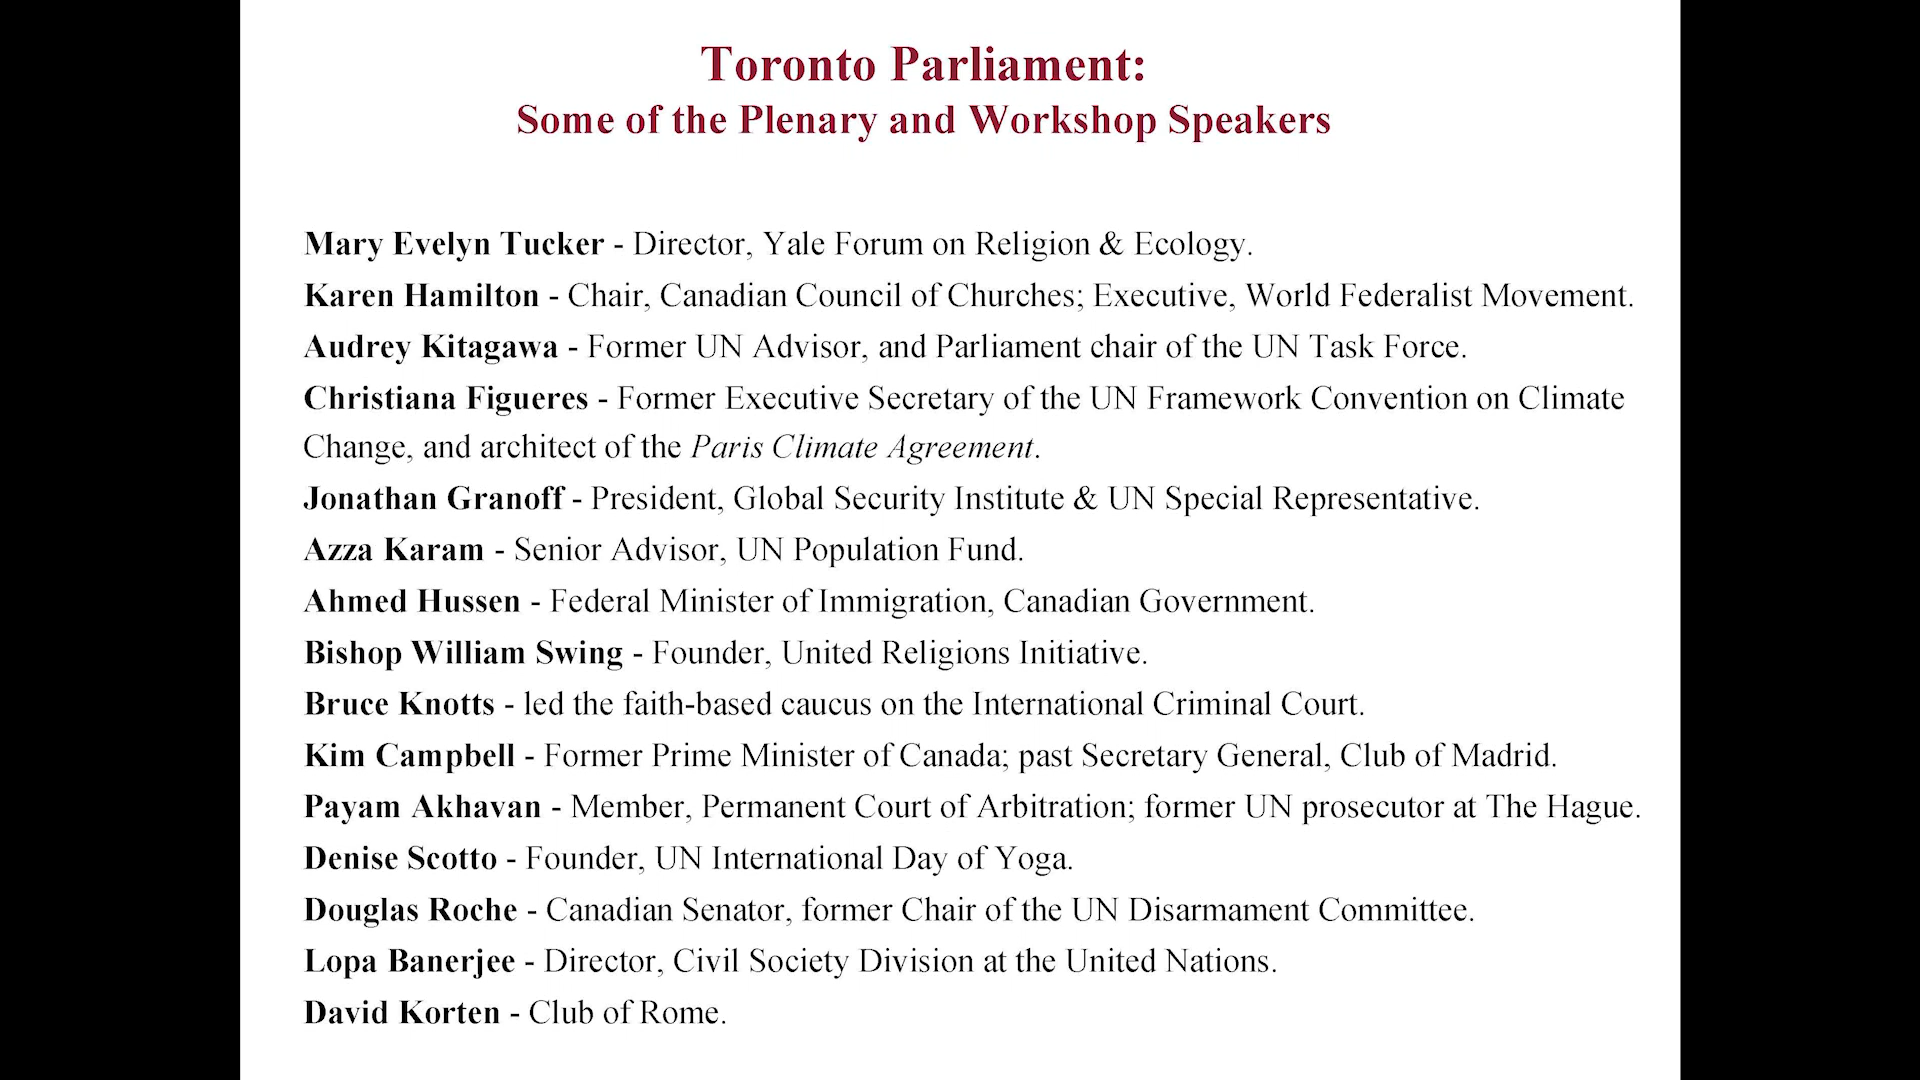 Toronto Parliament:
Some of the Plenary and Workshop Speakers
Mary Evelyn Tucker - Director, Yale Forum on Religion & Ecology.
Karen Hamilton - Chair, Canadian Council of Churches; Executive, World Federalist Movement.
Audrey Kitagawa - Former UN Advisor, and Parliament chair of the UN Task Force.
Christiana Figueres - Former Executive Secretary of the UN Framework Convention on Climate
Change, and architect of the Paris Climate Agreement.
Jonathan Granoff - President, Global Security Institute & UN Special Representative.
Azza Karam - Senior Advisor, UN Population Fund.
Ahmed Hussen - Federal Minister of Immigration, Canadian Government.
Bishop William Swing - Founder, United Religions Initiative.
Bruce Knotts - led the faith-based caucus on the International Criminal Court.
Kim Campbell - Former Prime Minister of Canada; past Secretary General, Club of Madrid.
Payam Akhavan - Member, Permanent Court of Arbitration; former UN prosecutor at The Hague.
Denise Scotto - Founder, UN International Day of Yoga.
Douglas Roche - Canadian Senator, former Chair of the UN Disarmament Committee.
Lopa Banerjee - Director, Civil Society Division at the United Nations.
David Korten - Club of Rome.